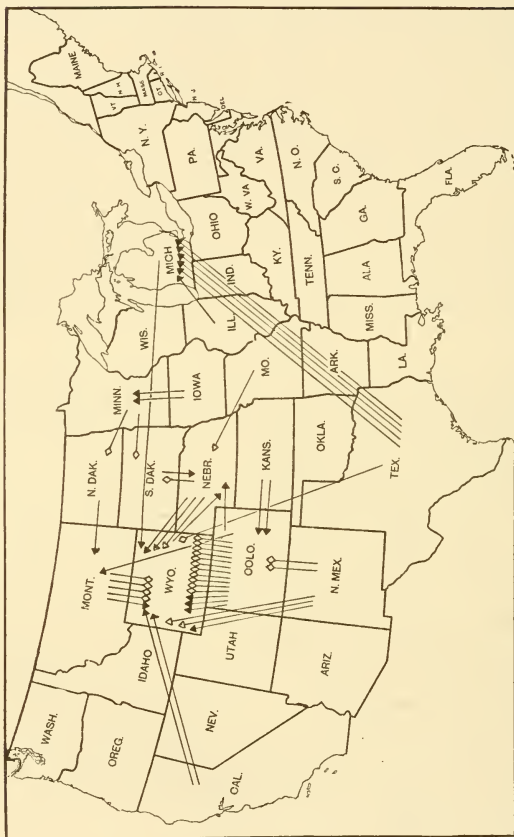 WASH.
OREG.
CAL.
NEV.
IDAHO
UTAH
ARIZ.
MONT.
WYO.
OOLO.
N. MEX.
N. DAK.
S. DAK.
NEBR.
KANS.
OKLA.
TEX.
MINN.
IOWA
MO.
ARK.
LA.
WIS.
ILL.
MICH
IND.
OHIO
KY.
TENN.
MISS.
ALA
GA.
FLA.
S. C.
N. O.
VA.
W. VA
PA.
N. Y.
VT
N H
MAINE
MASS
CT
R I
N J
DEL